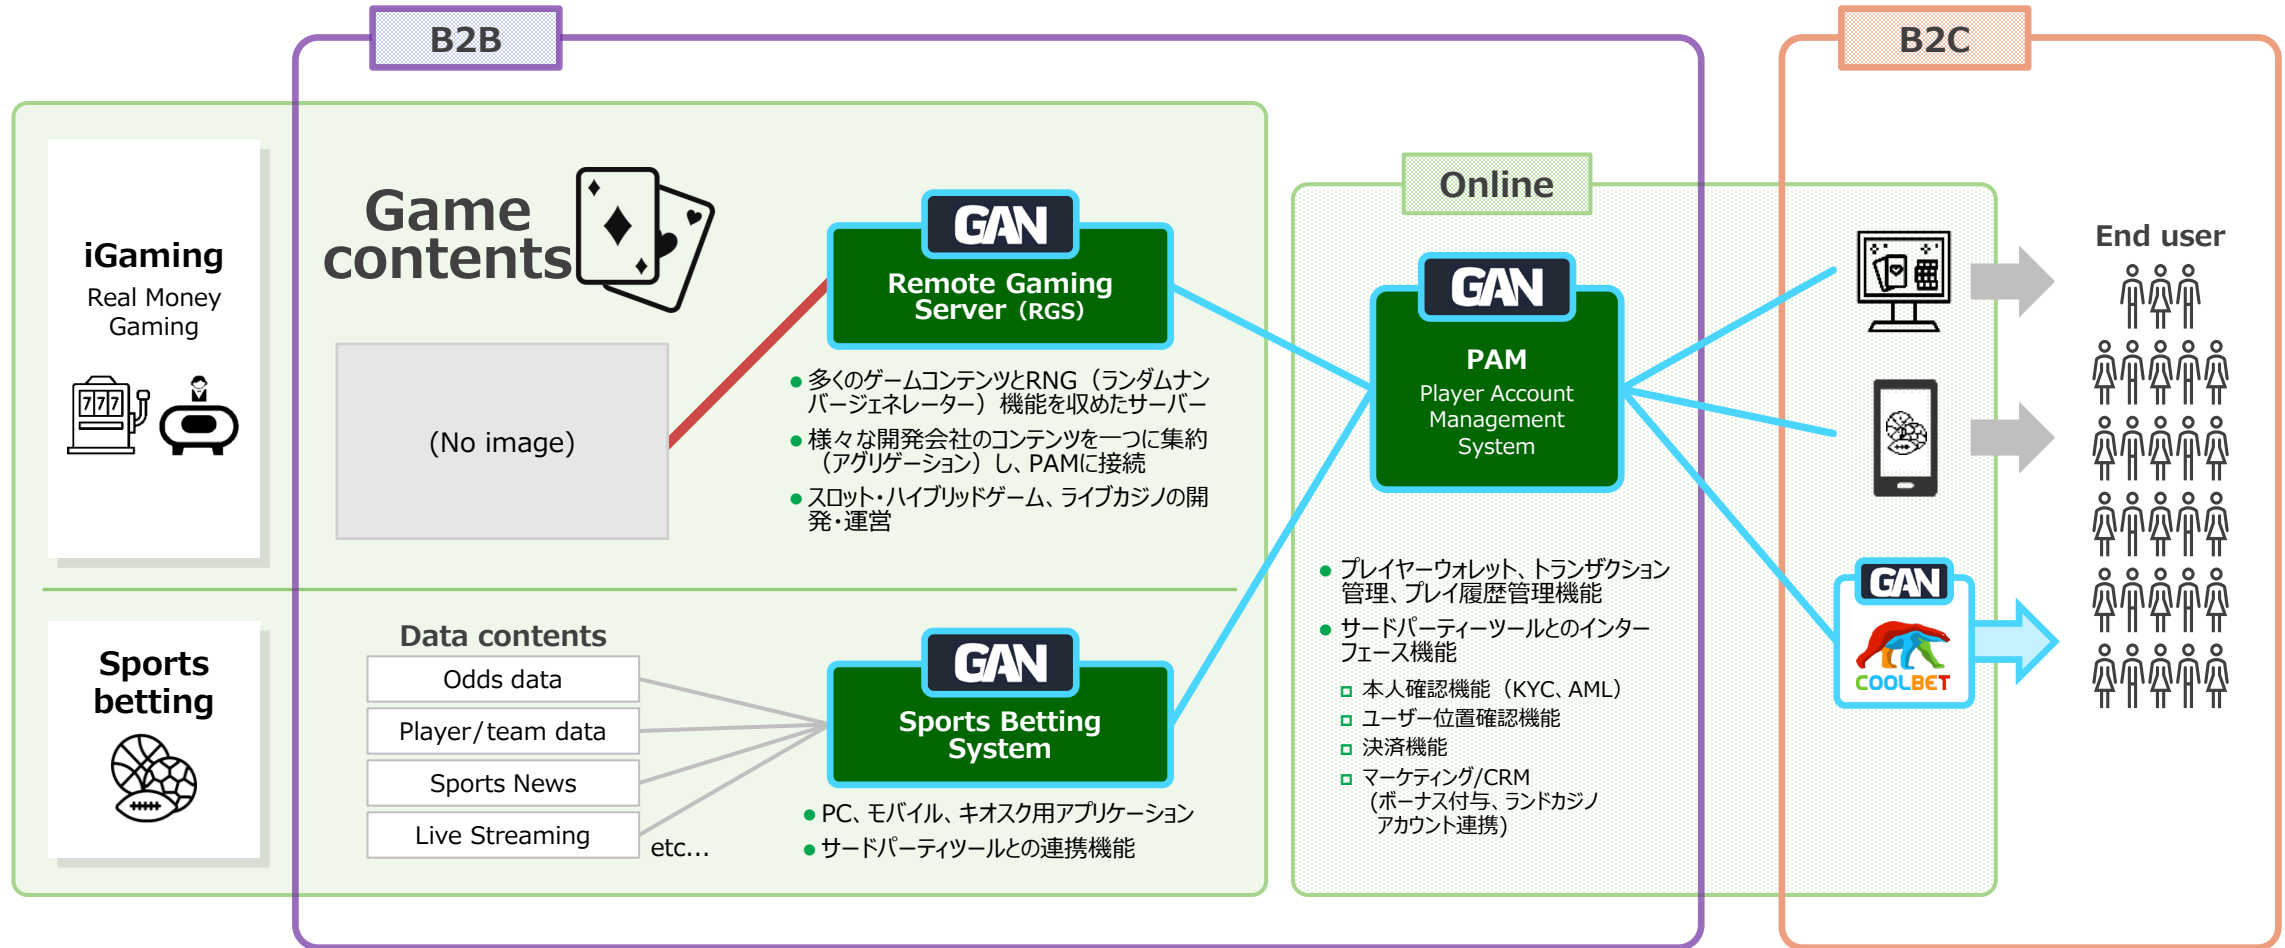 B2B
B2C
Online
iGaming
Real Money
Gaming
777
Game
contents
(No image)
GAN
Remote Gaming
Server（RGS）
●多くのゲームコンテンツとRNG（ランダムナン
バージェネレーター）機能を収めたサーバー
●様々な開発会社のコンテンツを一つに集約
（アグリゲーション）し、PAMに接続
●スロット・ハイブリッドゲーム、ライブカジノの開
発・運営
Sports
betting
Data contents
Odds data
Player/team data
Sports News
Live Streaming
etc...
GAN
Sports Betting
System
●PC、モバイル、キオスク用アプリケーション
●サードパーティツールとの連携機能
GAN
PAM
Player Account
Management
System
●プレイヤーウォレット、トランザクション
管理、プレイ履歴管理機能
●サードパーティーツールとのインター
フェース機能
□本人確認機能（KYC、AML）
□ユーザー位置確認機能
□決済機能
□マーケティング/CRM
(ボーナス付与、ランドカジノ
アカウント連携)
GAN
COOLBET
End user